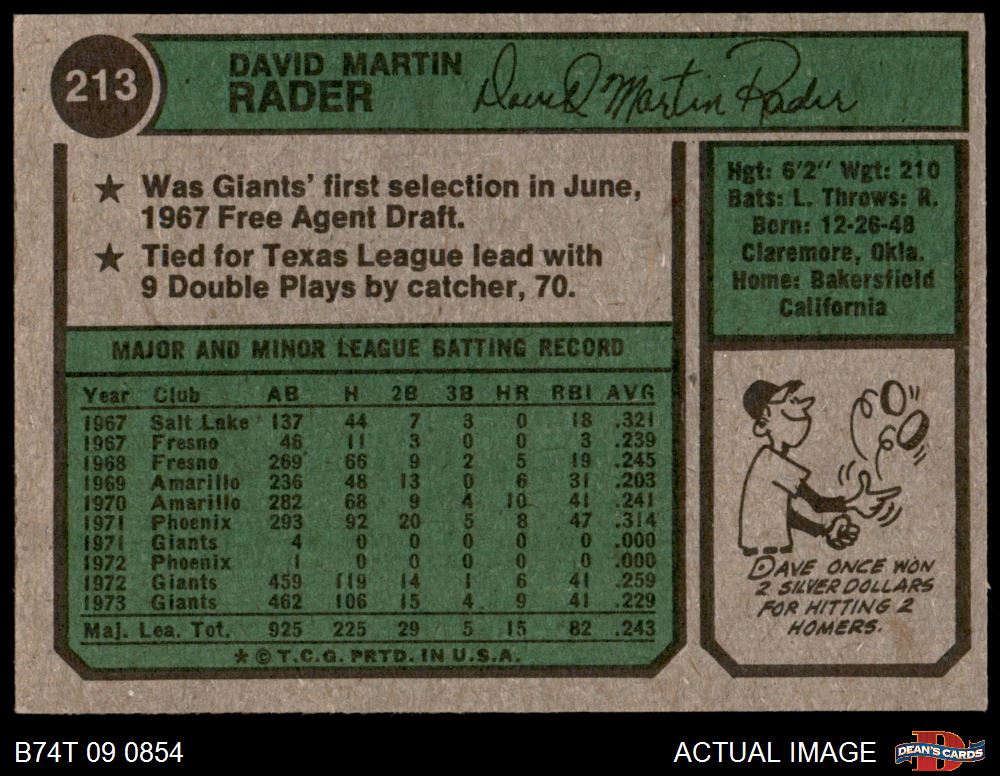 213
DAVID MARTIN
RADER
David Martin Rader
★ Was Giants' first selection in June,
1967 Free Agent Draft.
★ Tied for Texas League lead with
9 Double Plays by catcher, 70.
Hgt: 6'2" Wgt: 210
Bats: L. Throws: R.
Born: 12-26-48
Claremore, Okla.
Home: Bakersfield
California
MAJOR AND MINOR LEAGUE BATTING RECORD
Year Club AB H 2B 3B HR RBI AVG
1967 Salt Lake 137 44 7 3 0 18 .321
1967 Fresno 46 11 3 0 0 3 .239
1968 Fresno 269 66 9 2 5 19 .245
1969 Amarillo 236 48 13 0 6 31 .203
1970 Amarillo 282 68 9 4 10 41 .241
1971 Phoenix 293 92 20 5 8 47 .314
1971 Giants 4 0 0 0 0 0 .000
1972 Phoenix 1 0 0 0 0 0 .000
1972 Giants 459 119 14 1 6 41 .259
1973 Giants 462 106 15 4 9 41 .229
Maj. Lea. Tot. 925 225 29 5 15 82 .243
* © T.C.G. PRTD. IN U.S.A.
DAVE ONCE WON
2 SILVER DOLLARS
FOR HITTING 2
HOMERS.
B74T 09 0854
ACTUAL IMAGE
DEAN'S CARDS